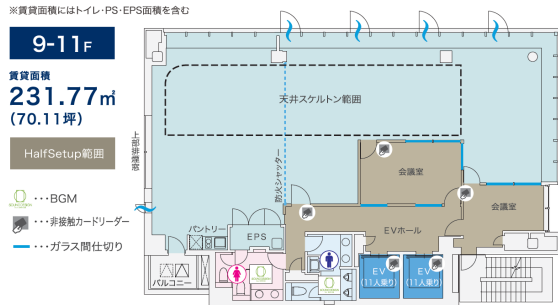 ※賃貸面積にはトイレ・PS・EPS面積を含む
9-11F
賃貸面積
231.77㎡
(70.11坪)
HalfSetup範囲
・・・BGM
・・・非接触カードリーダー
・・・ガラス間仕切り
上部排煙窓
天井スケルトン範囲
防火シャッター
会議室
会議室
EVホール
パントリー
EPS
バルコニー
EV
(11人乗り)
EV
(11人乗り)